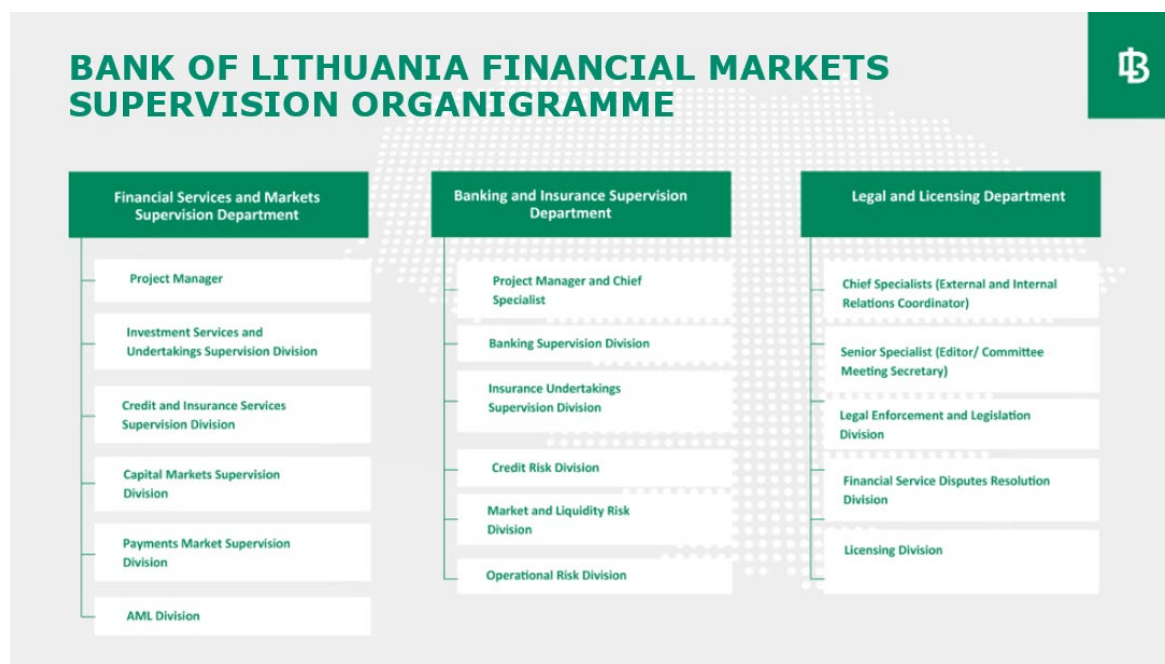 BANK OF LITHUANIA FINANCIAL MARKETS
SUPERVISION ORGANIGRAMME
Financial Services and Markets
Supervision Department
Project Manager
Investment Services and
Undertakings Supervision Division
Credit and Insurance Services
Supervision Division
Capital Markets Supervision
Division
Payments Market Supervision
Division
AML Division
Banking and Insurance Supervision
Department
Project Manager and Chief
Specialist
Banking Supervision Division
Insurance Undertakings
Supervision Division
Credit Risk Division
Market and Liquidity Risk
Division
Operational Risk Division
Legal and Licensing Department
Chief Specialists (External and Internal
Relations Coordinator)
Senior Specialist (Editor/ Committee
Meeting Secretary)
Legal Enforcement and Legislation
Division
Financial Service Disputes Resolution
Division
Licensing Division